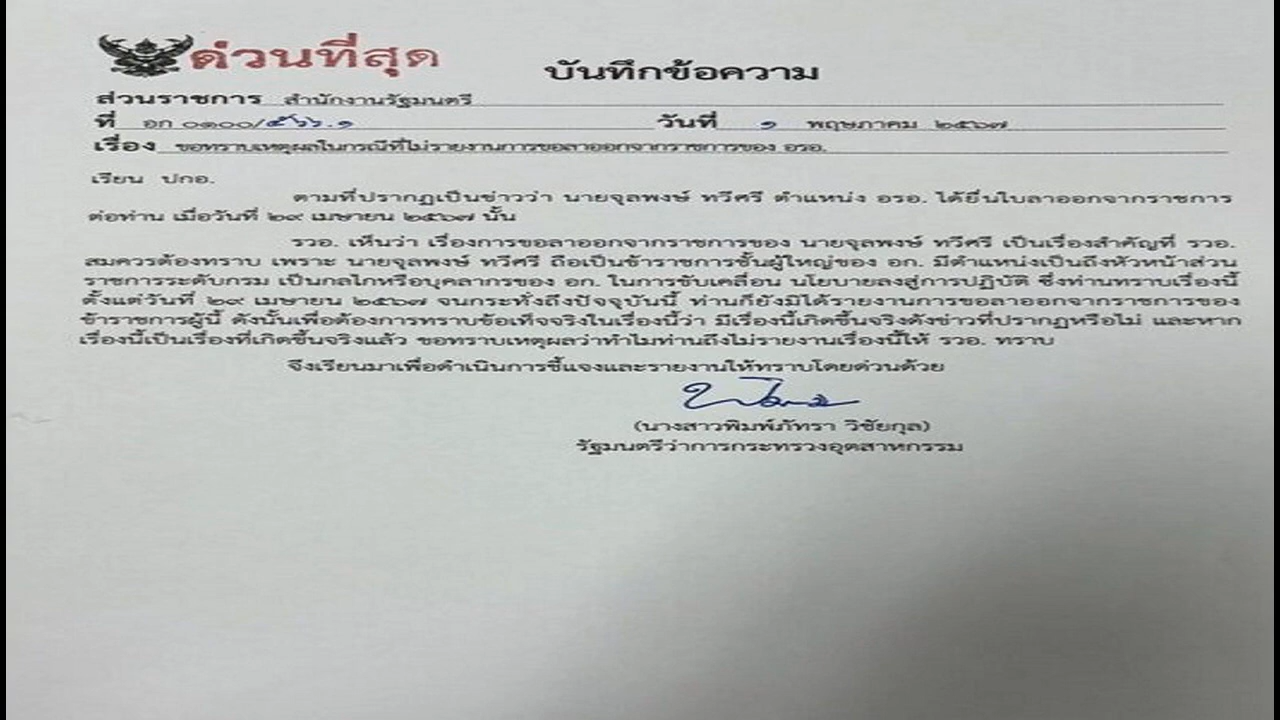 ด่วนที่สุด
บันทึกข้อความ
ส่วนราชการ สำนักงานรัฐมนตรี
ที่ อก ๐๑๐๐/๕๖๖.๑ วันที่ ๑ พฤษภาคม ๒๕๖๗
เรื่อง ขอทราบเหตุผลในกรณีที่ไม่รายงานการขอลาออกจากราชการของ อรอ.
เรียน ปกอ.
ตามที่ปรากฏเป็นข่าวว่า นายจุลพงษ์ ทวีศรี ตำแหน่ง อรอ. ได้ยื่นใบลาออกจากราชการ
ต่อท่าน เมื่อวันที่ ๒๙ เมษายน ๒๕๖๗ นั้น
รวอ. เห็นว่า เรื่องการขอลาออกจากราชการของ นายจุลพงษ์ ทวีศรี เป็นเรื่องสำคัญที่ รวอ.
สมควรต้องทราบ เพราะ นายจุลพงษ์ ทวีศรี ถือเป็นข้าราชการชั้นผู้ใหญ่ของ อก. มีตำแหน่งเป็นถึงหัวหน้าส่วน
ราชการระดับกรม เป็นกลไกหรือบุคลากรของ อก. ในการขับเคลื่อน นโยบายลงสู่การปฏิบัติ ซึ่งท่านทราบเรื่องนี้
ตั้งแต่วันที่ ๒๙ เมษายน ๒๕๖๗ จนกระทั่งถึงปัจจุบันนี้ ท่านก็ยังมิได้รายงานการขอลาออกจากราชการของ
ข้าราชการผู้นี้ ดังนั้นเพื่อต้องการทราบข้อเท็จจริงในเรื่องนี้ว่า มีเรื่องนี้เกิดขึ้นจริงดังข่าวที่ปรากฏหรือไม่ และหาก
เรื่องนี้เป็นเรื่องที่เกิดขึ้นจริงแล้ว ขอทราบเหตุผลว่าทำไมท่านถึงไม่รายงานเรื่องนี้ให้ รวอ. ทราบ
จึงเรียนมาเพื่อดำเนินการชี้แจงและรายงานให้ทราบโดยด่วนด้วย
(นางสาวพิมพ์ภัทรา วิชัยกุล)
รัฐมนตรีว่าการกระทรวงอุตสาหกรรม